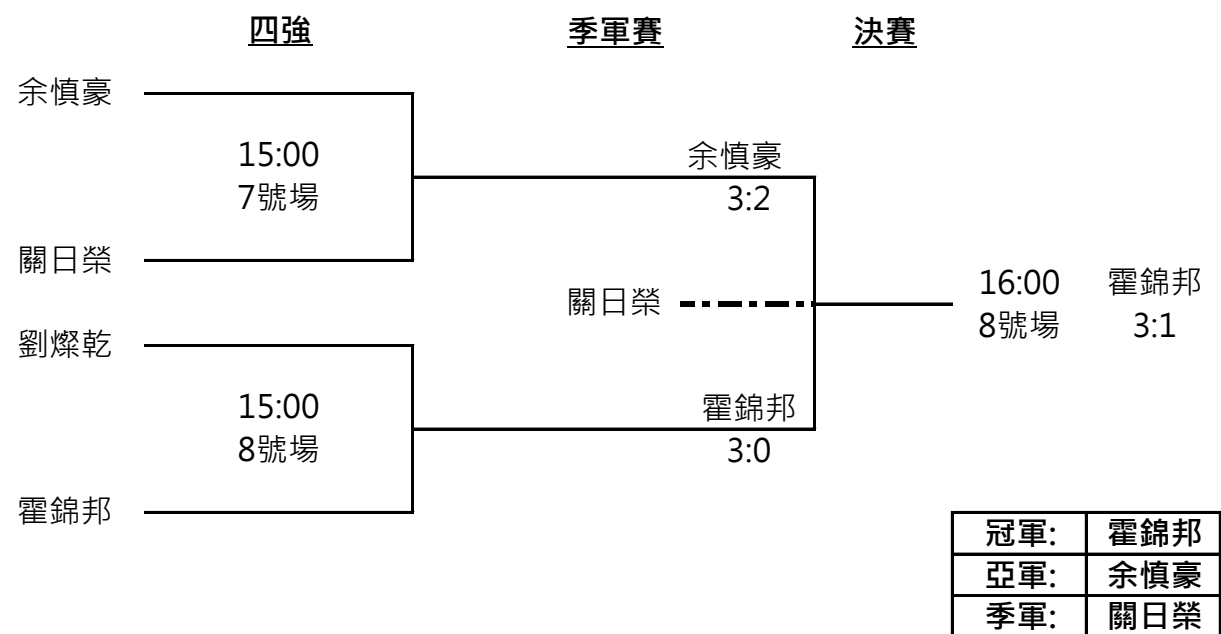 四強 季軍賽 決賽
余慎豪
15:00
7號場
余慎豪
3:2
關日榮
關日榮
16:00
8號場
霍錦邦
3:1
劉燦乾
15:00
8號場
霍錦邦
3:0
霍錦邦
冠軍: 霍錦邦
亞軍: 余慎豪
季軍: 關日榮